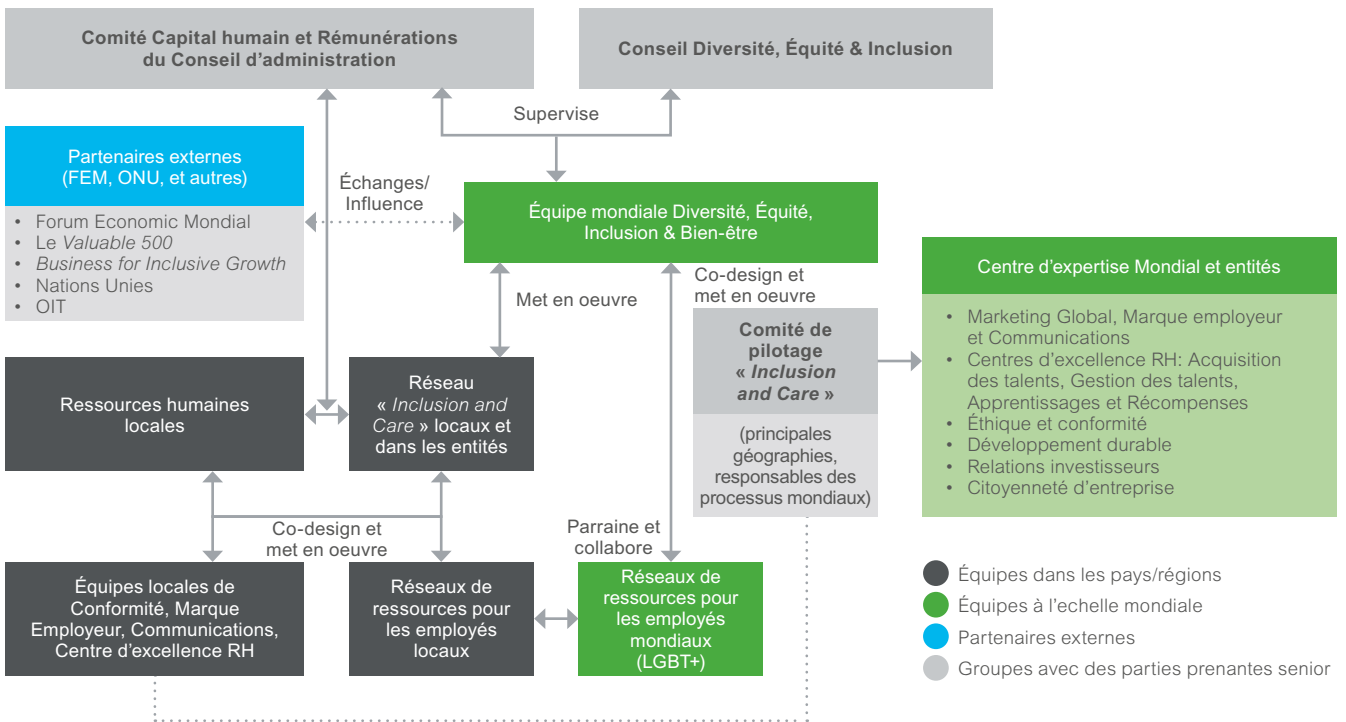 Comité Capital humain et Rémunérations
du Conseil d'administration
Conseil Diversité, Équité & Inclusion
Supervise
Partenaires externes
(FEM, ONU, et autres)
• Forum Economic Mondial
• Le Valuable 500
• Business for Inclusive Growth
• Nations Unies
• OIT
Échanges/
Influence
Équipe mondiale Diversité, Équité,
Inclusion & Bien-être
Met en oeuvre
Co-design et
met en oeuvre
Centre d'expertise Mondial et entités
• Marketing Global, Marque employeur
et Communications
• Centres d'excellence RH: Acquisition
des talents, Gestion des talents,
Apprentissages et Récompenses
• Éthique et conformité
• Développement durable
• Relations investisseurs
• Citoyenneté d'entreprise
Comité de
pilotage
« Inclusion
and Care »
(principales
géographies,
responsables des
processus mondiaux)
Ressources humaines
locales
Réseau
« Inclusion and
Care » locaux et
dans les entités
Co-design et
met en oeuvre
Parraine et
collabore
Équipes locales de
Conformité, Marque
Employeur, Communications,
Centre d'excellence RH
Réseaux de
ressources pour
les employés
locaux
Réseaux de
ressources pour
les employés
mondiaux
(LGBT+)
Équipes dans les pays/régions
Équipes à l'echelle mondiale
Partenaires externes
Groupes avec des parties prenantes senior